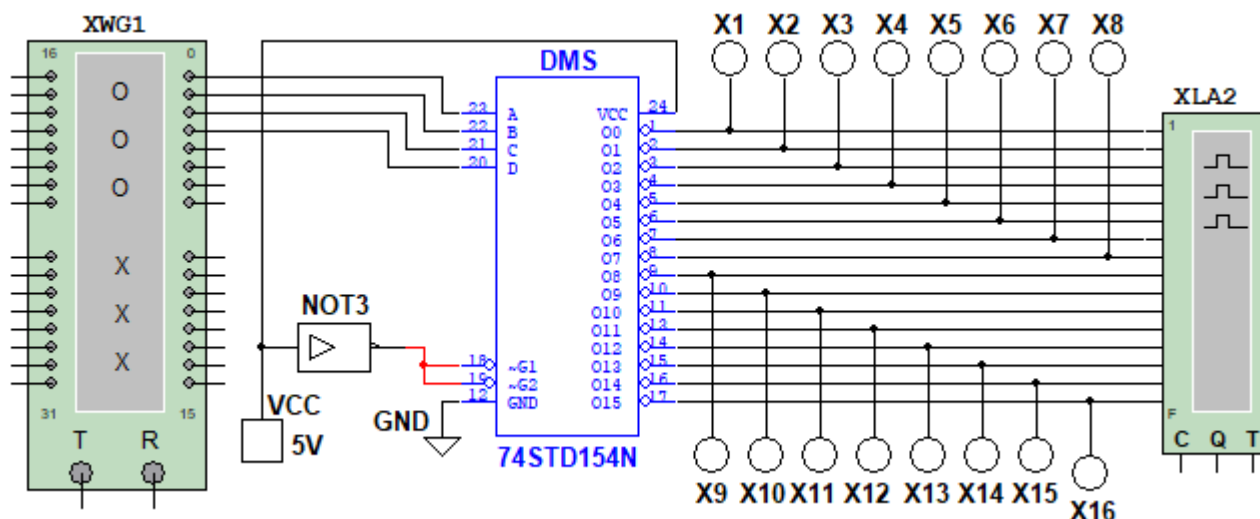 XWG1
16
0
O
O
O
X
X
X
31
15
T
R
NOT3
VCC
5V
GND
DMS
23
A
22
B
21
C
20
D
18
~G1
19
~G2
12
GND
VCC
24
O0
1
O1
2
O2
3
O3
4
O4
5
O5
6
O6
7
O7
8
O8
9
O9
10
O10
11
O11
13
O12
14
O13
15
O14
16
O15
17
74STD154N
X1 X2 X3 X4 X5 X6 X7 X8
X9 X10 X11 X12 X13 X14 X15
X16
XLA2
1
F
C Q T